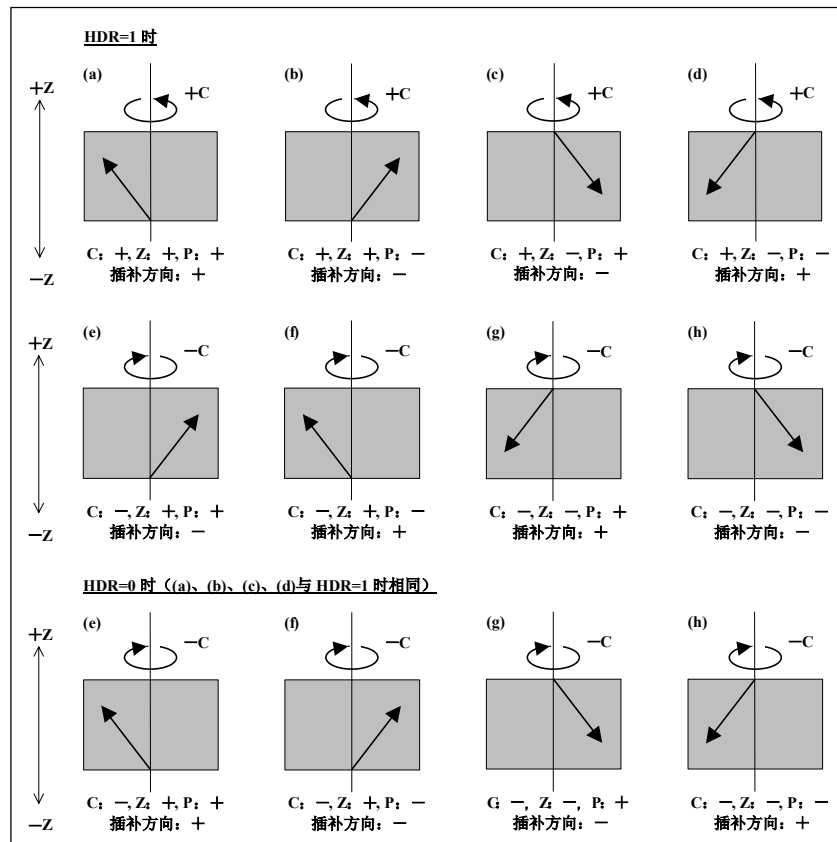 HDR=1 时
(a) (b) (c) (d)
+Z +C +C +C +C
−Z
C：+, Z：+, P：+ C：+, Z：+, P：− C：+, Z：−, P：+ C：+, Z：−, P：−
插补方向：+ 插补方向：− 插补方向：− 插补方向：+
(e) (f) (g) (h)
+Z −C −C −C −C
−Z
C：−, Z：+, P：+ C：−, Z：+, P：− C：−, Z：−, P：+ C：−, Z：−, P：−
插补方向：− 插补方向：+ 插补方向：+ 插补方向：−
HDR=0 时（(a)、(b)、(c)、(d)与 HDR=1 时相同）
(e) (f) (g) (h)
+Z −C −C −C −C
−Z
C：−, Z：+, P：+ C：−, Z：+, P：− G：−, Z：−, P：+ C：−, Z：−, P：−
插补方向：+ 插补方向：− 插补方向：− 插补方向：+